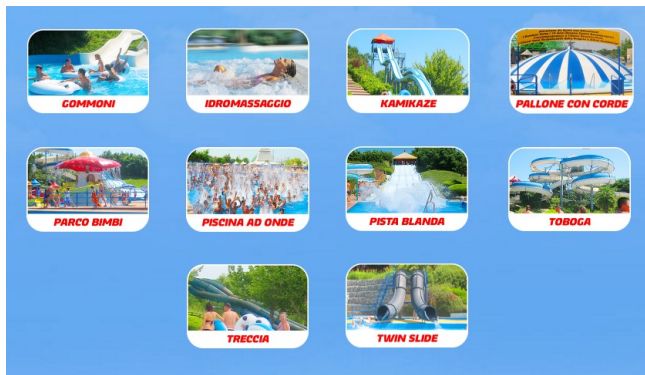 GOMMONI
IDROMASSAGGIO
KAMIKAZE
PALLONE CON CORDE
PARCO BIMBI
PISCINA AD ONDE
PISTA BLANDA
TOBOGA
TRECCIA
TWIN SLIDE